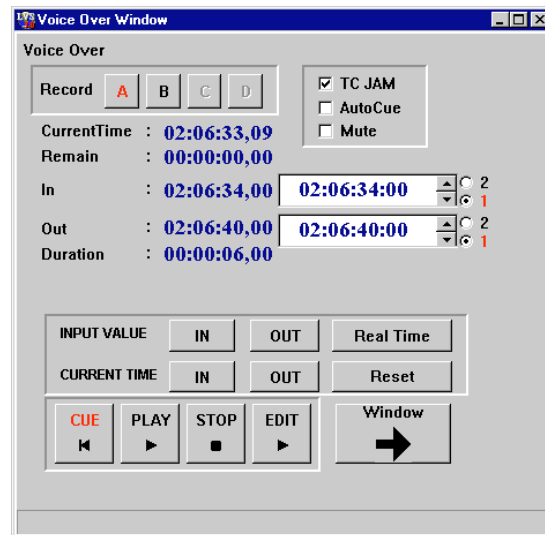 LVS Voice Over Window
Voice Over
Record A B C D
TC JAM
AutoCue
Mute
CurrentTime : 02:06:33,09
Remain : 00:00:00,00
In : 02:06:34,00 02:06:34:00 2
1
Out : 02:06:40,00 02:06:40:00 2
1
Duration : 00:00:06,00
INPUT VALUE IN OUT Real Time
CURRENT TIME IN OUT Reset
CUE PLAY STOP EDIT Window